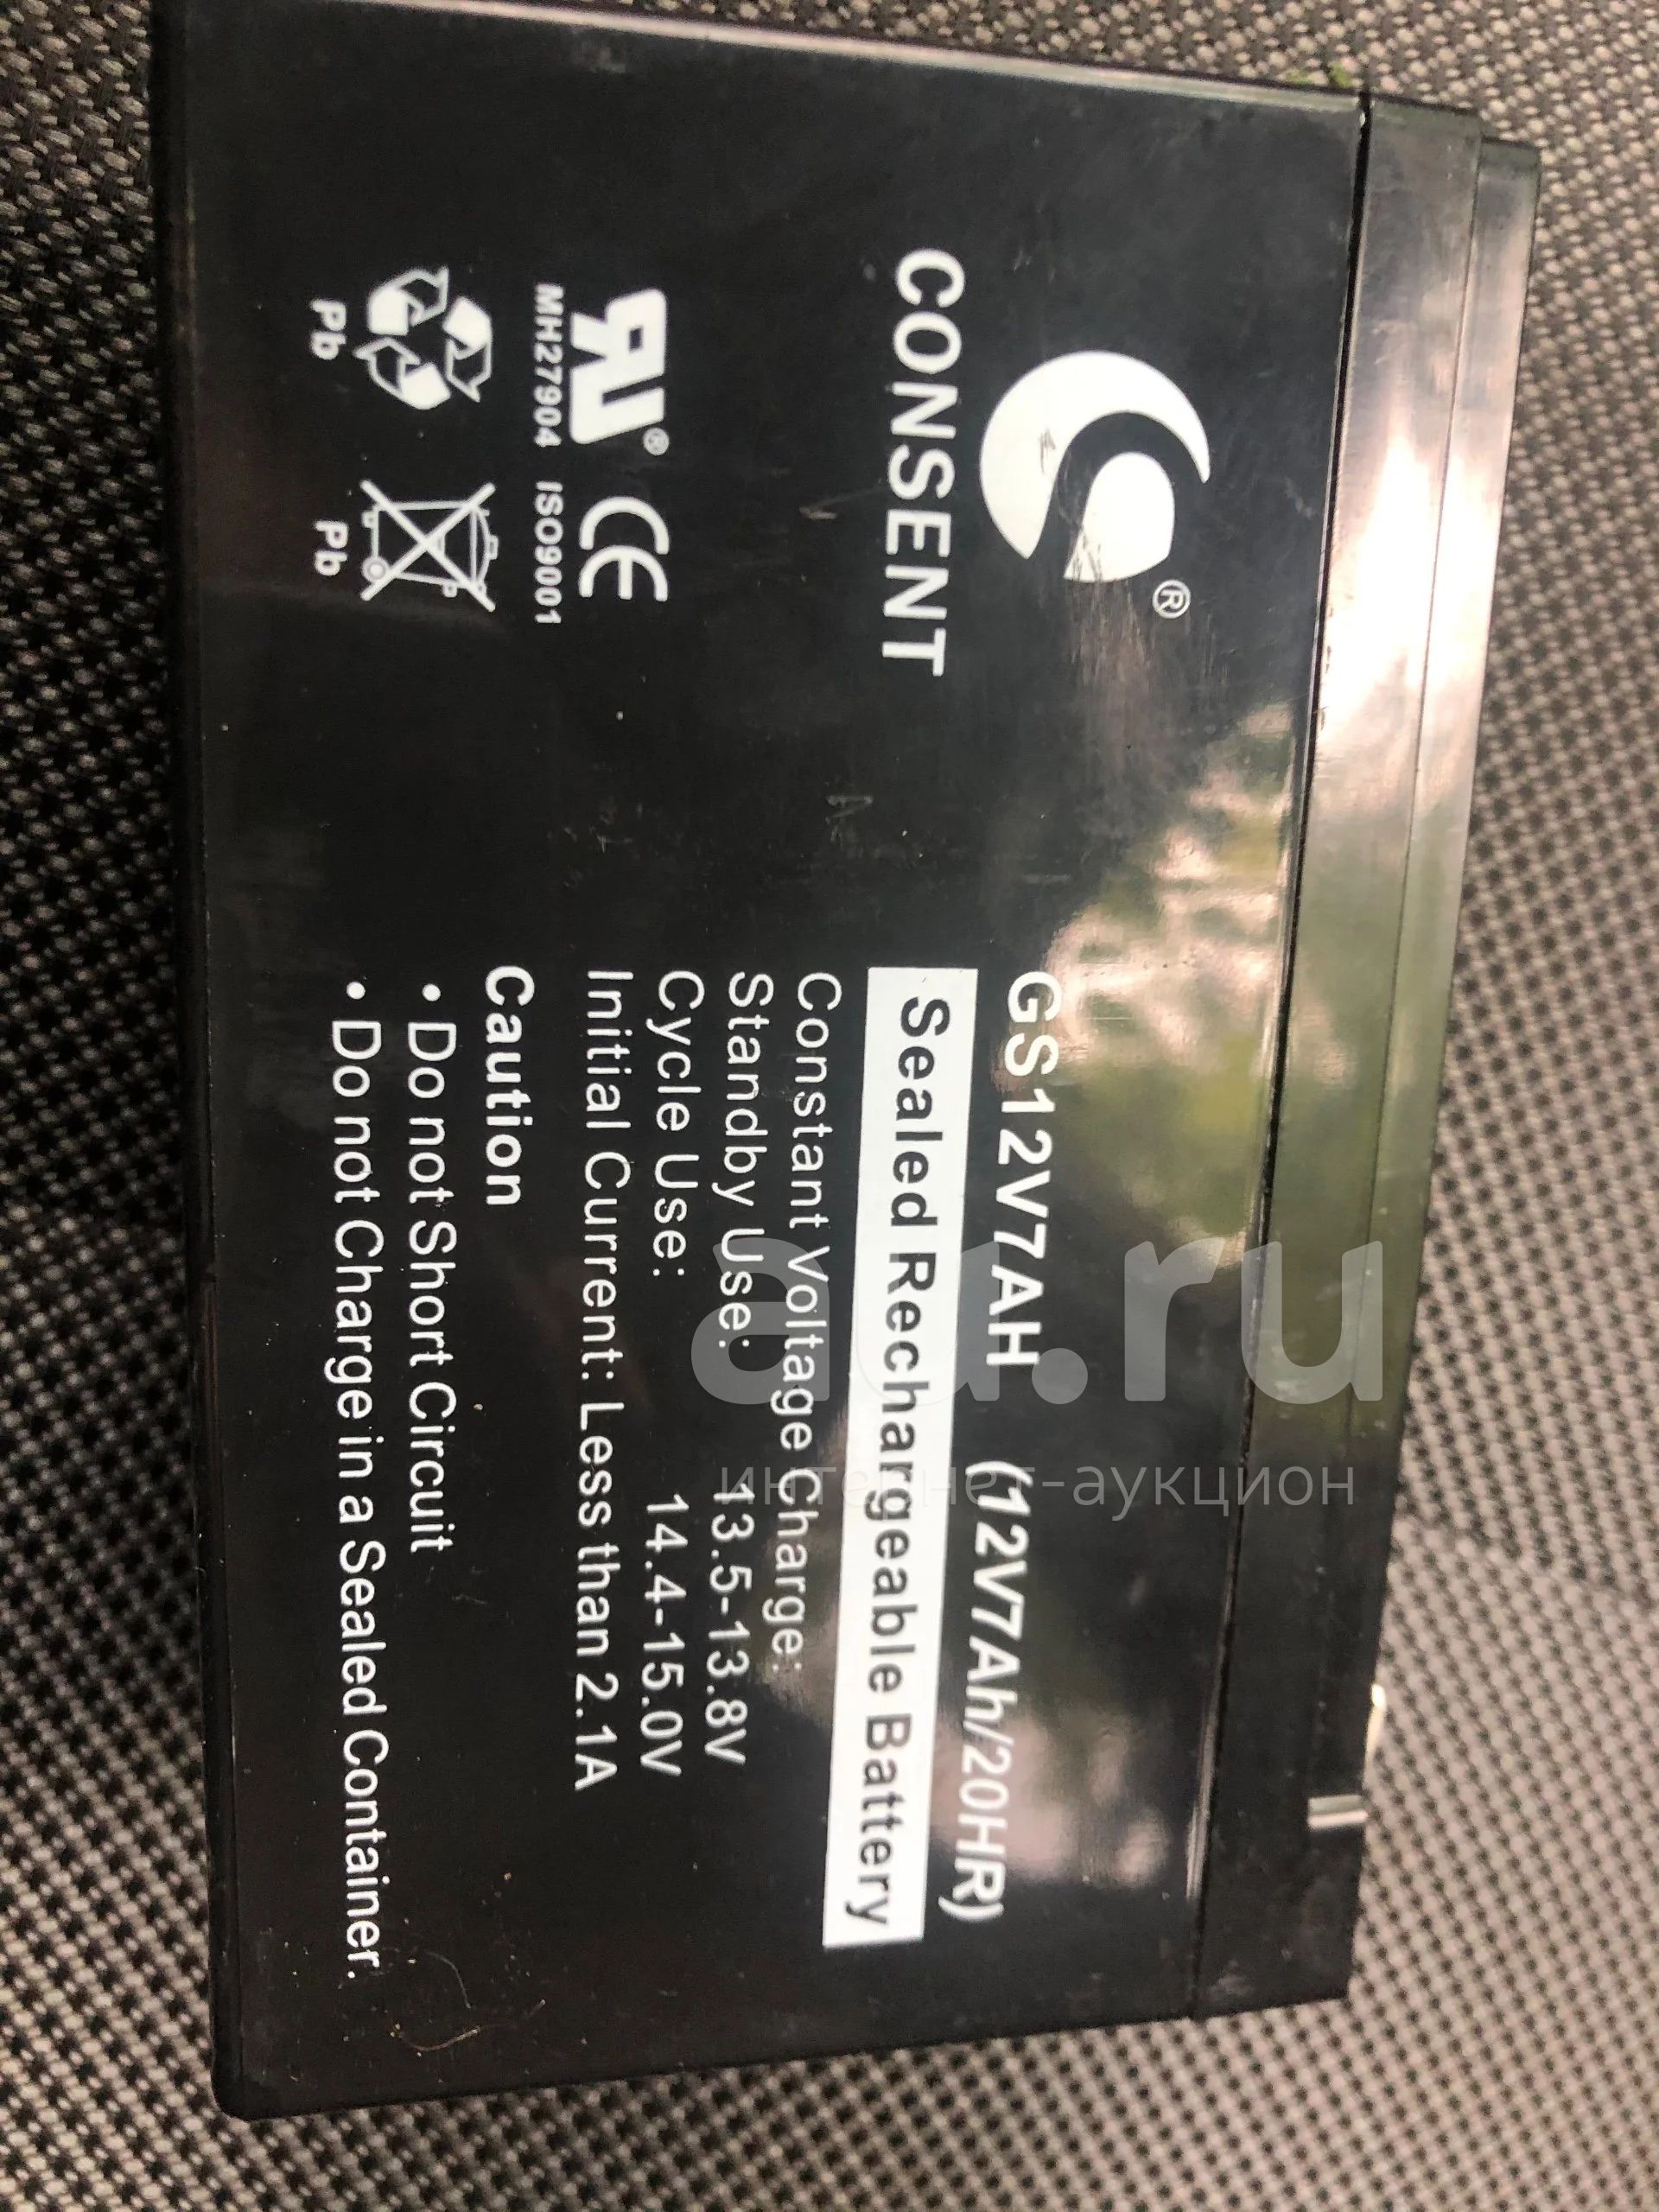 CONSENT
®
UR® CE
MH27904 ISO9001
Pb Pb
GS12V7AH (12V7Ah/20HR)
Sealed Rechargeable Battery
Constant Voltage Charge:
Standby Use: 13.5-13.8V
Cycle Use: 14.4-15.0V
Initial Current: Less than 2.1A
Caution
• Do not Short Circuit
• Do not Charge in a Sealed Container.
au.ru
интернет-аукцион